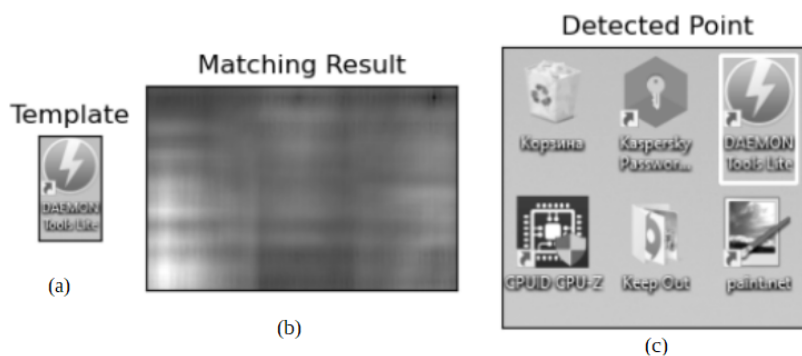 Detected Point
Matching Result
Template
DAEMON
Tools Lite
(a)
(b)
Корзина
Kaspersky
Passwor...
DAEMON
Tools Lite
CPUID CPU-Z
Keep Out
paint.net
(c)